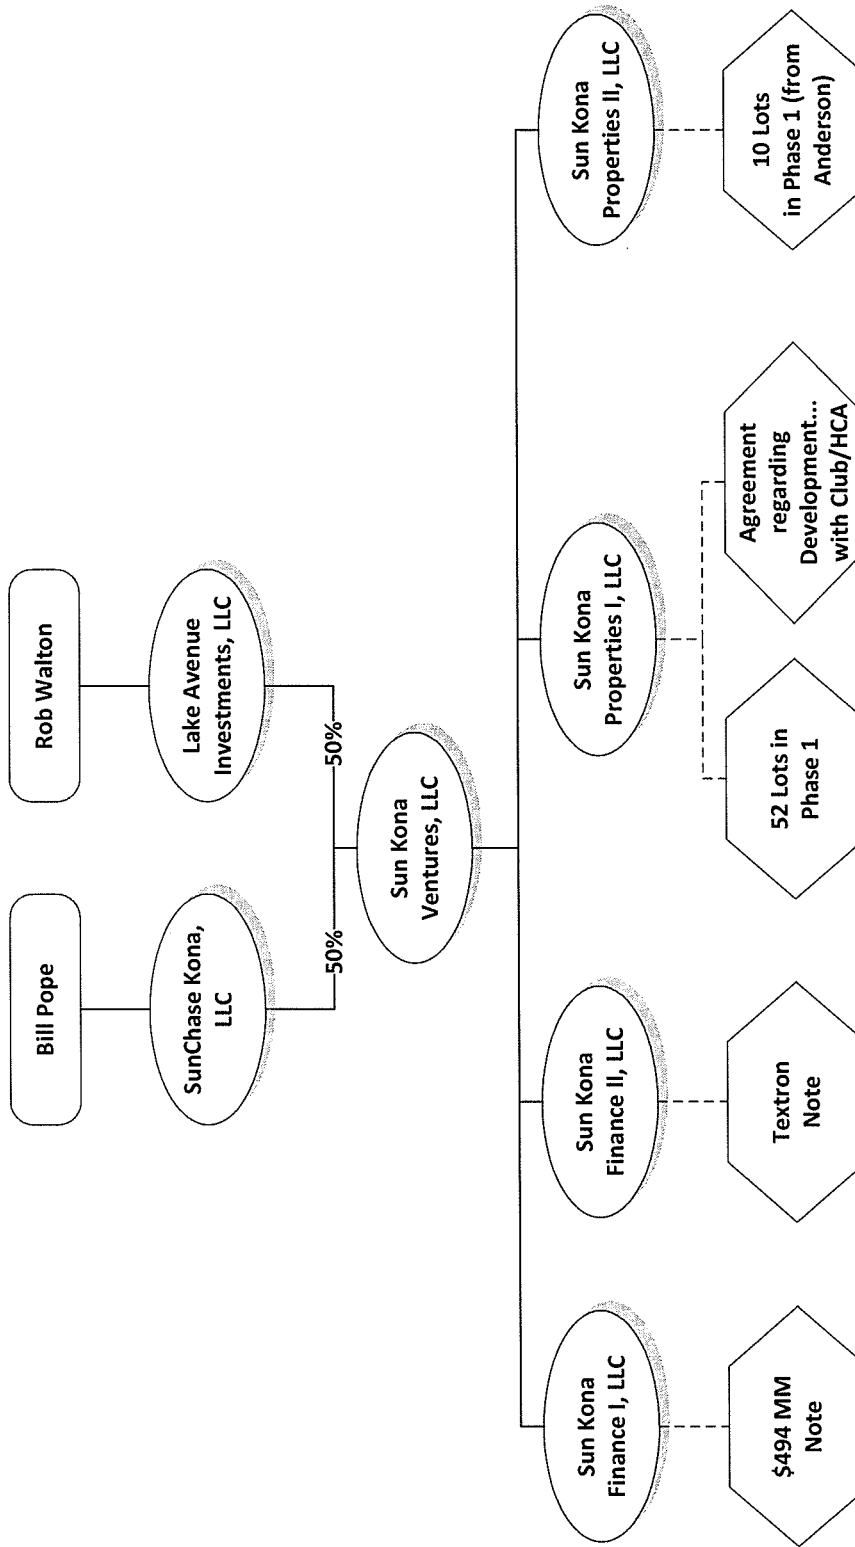 Bill Pope
Rob Walton
SunChase Kona,
LLC
Lake Avenue
Investments, LLC
50%
50%
Sun Kona
Ventures, LLC
Sun Kona
Finance I, LLC
Sun Kona
Finance II, LLC
Sun Kona
Properties I, LLC
Sun Kona
Properties II, LLC
$494 MM
Note
Textron
Note
52 Lots in
Phase 1
Agreement
regarding
Development...
with Club/HCA
10 Lots
in Phase 1 (from
Anderson)